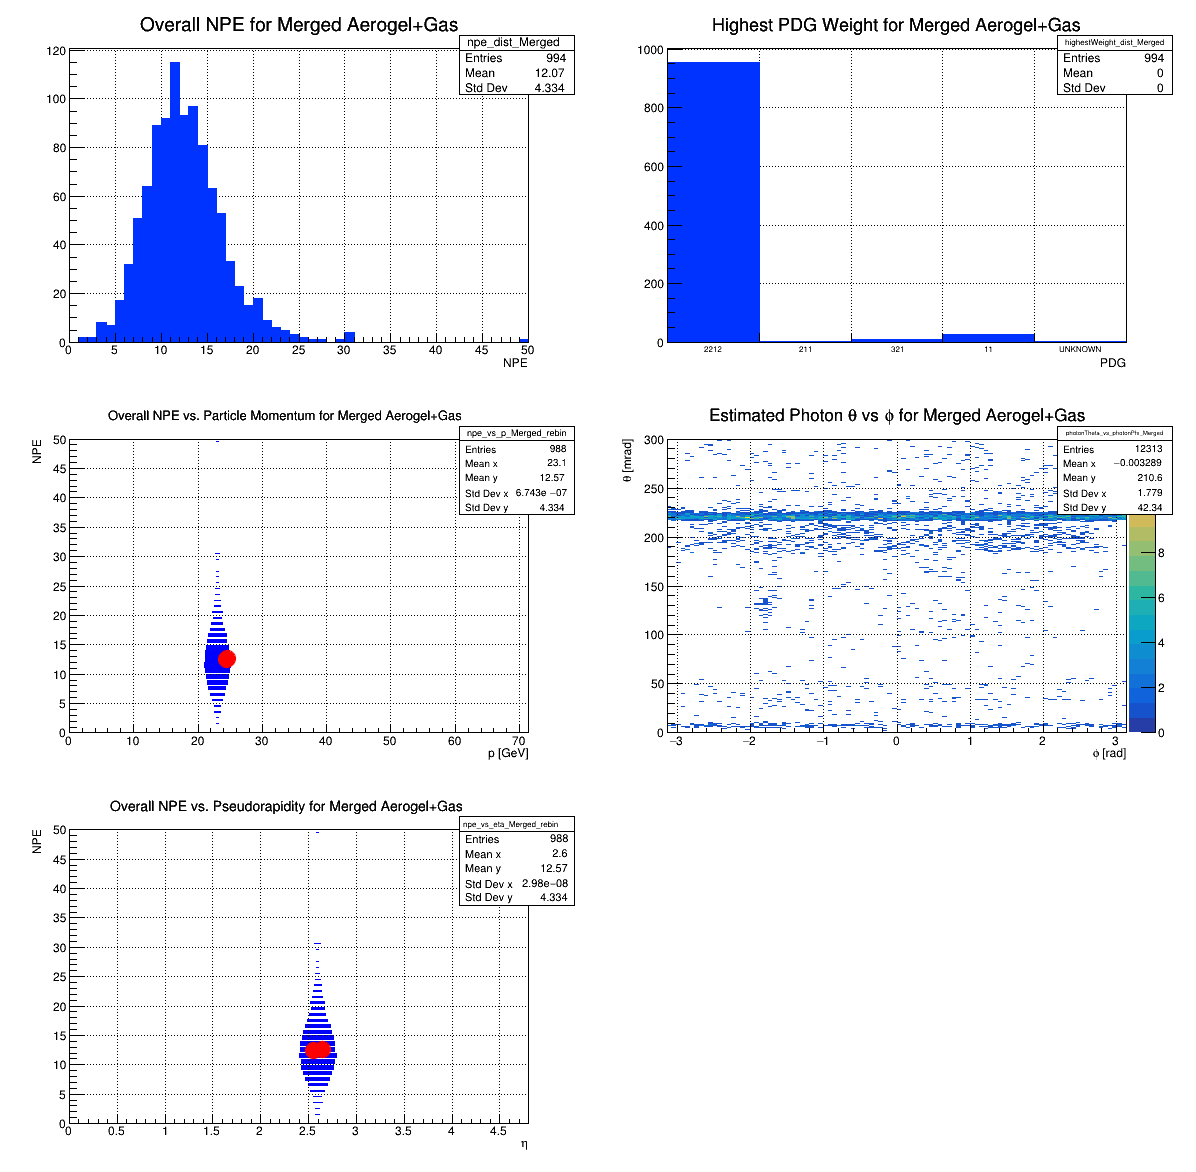 Overall NPE for Merged Aerogel+Gas
npe_dist_Merged
Entries 994
Mean 12.07
Std Dev 4.334
120
100
80
60
40
20
0
0 5 10 15 20 25 30 35 40 45 50
NPE
Highest PDG Weight for Merged Aerogel+Gas
highestWeight_dist_Merged
Entries 994
Mean 0
Std Dev 0
1000
800
600
400
200
0
2212 211 321 11 UNKNOWN
PDG
Overall NPE vs. Particle Momentum for Merged Aerogel+Gas
npe_vs_p_Merged_rebin
Entries 988
Mean x 23.1
Mean y 12.57
Std Dev x 6.743e −07
Std Dev y 4.334
NPE
50
45
40
35
30
25
20
15
10
5
0
0 10 20 30 40 50 60 70
p [GeV]
Estimated Photon θ vs ϕ for Merged Aerogel+Gas
photonTheta_vs_photonPhi_Merged
Entries 12313
Mean x −0.003289
Mean y 210.6
Std Dev x 1.779
Std Dev y 42.34
θ [mrad]
300
250
200
150
100
50
0
−3 −2 −1 0 1 2 3
ϕ [rad]
8
6
4
2
0
Overall NPE vs. Pseudorapidity for Merged Aerogel+Gas
npe_vs_eta_Merged_rebin
Entries 988
Mean x 2.6
Mean y 12.57
Std Dev x 2.98e−08
Std Dev y 4.334
NPE
50
45
40
35
30
25
20
15
10
5
0
0 0.5 1 1.5 2 2.5 3 3.5 4 4.5
η